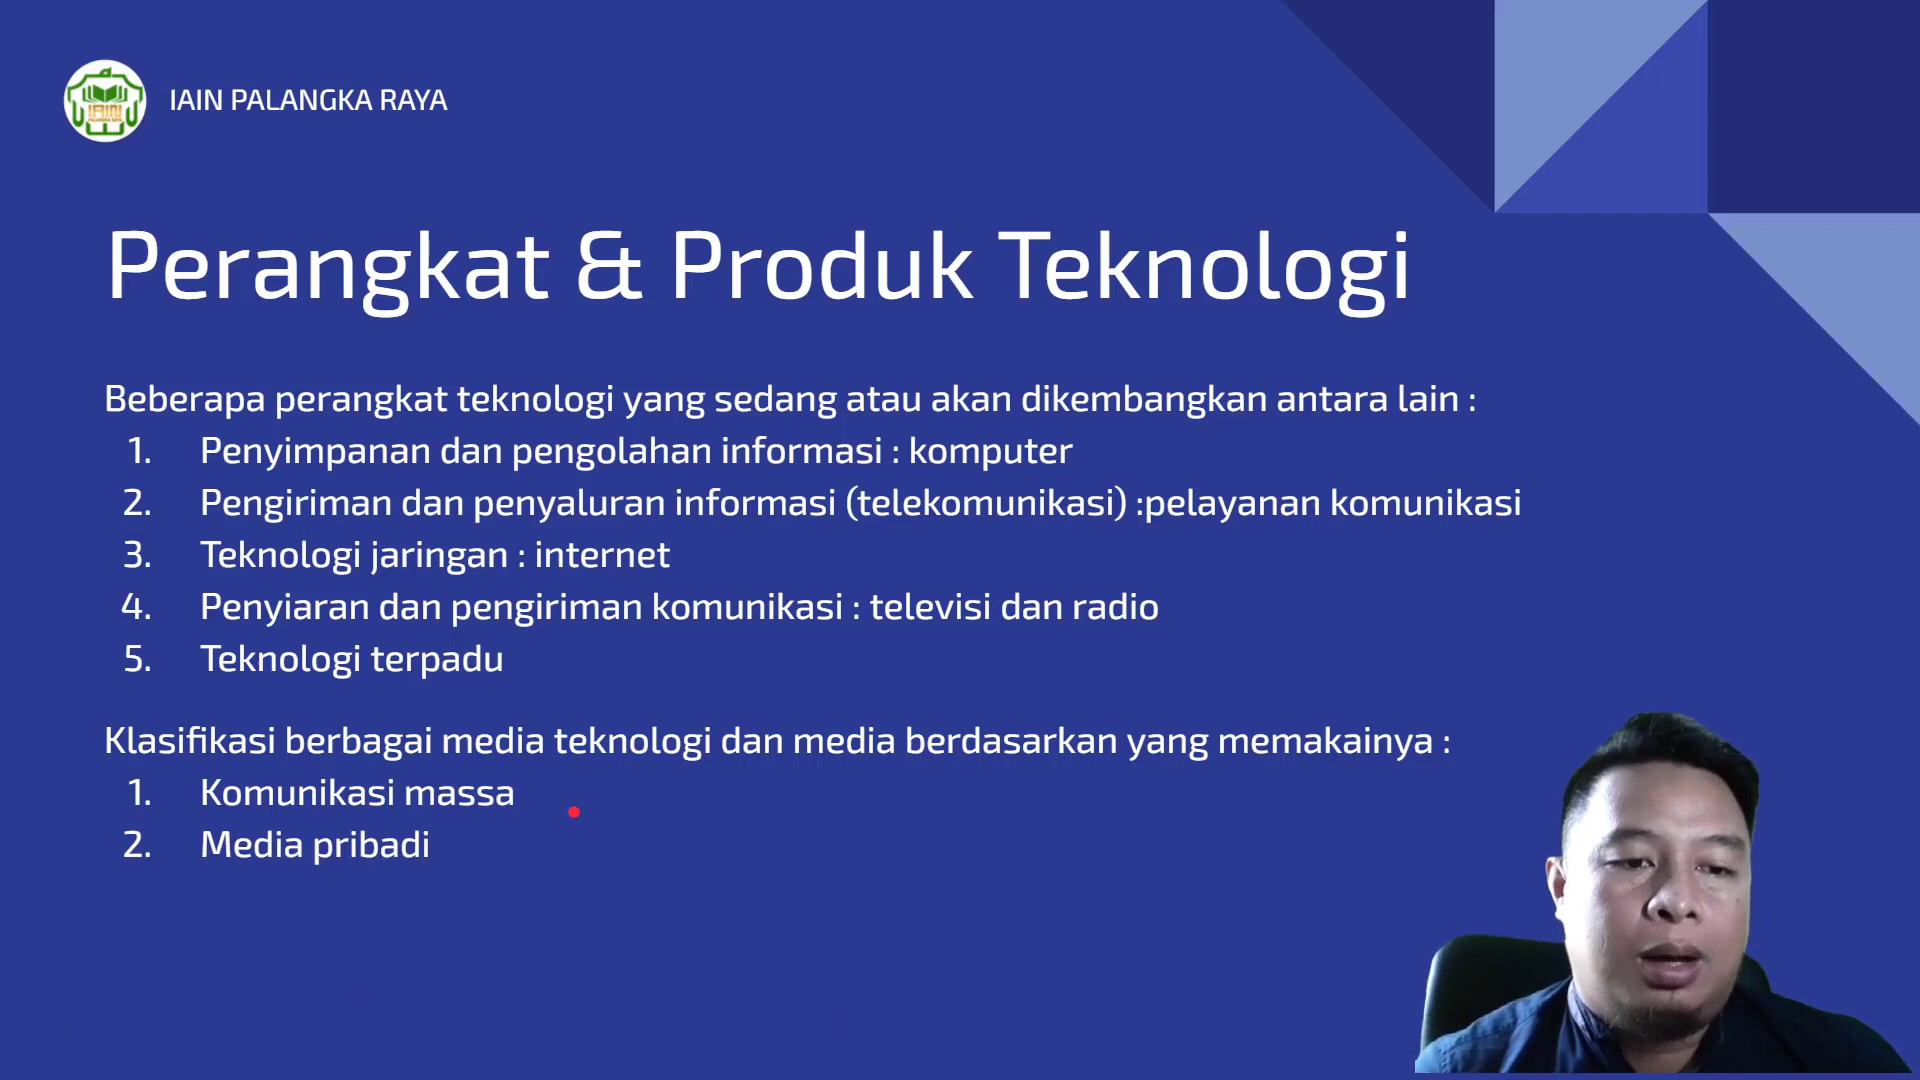 IAIN PALANGKA RAYA
Perangkat & Produk Teknologi
Beberapa perangkat teknologi yang sedang atau akan dikembangkan antara lain :
1. Penyimpanan dan pengolahan informasi : komputer
2. Pengiriman dan penyaluran informasi (telekomunikasi) :pelayanan komunikasi
3. Teknologi jaringan : internet
4. Penyiaran dan pengiriman komunikasi : televisi dan radio
5. Teknologi terpadu
Klasifikasi berbagai media teknologi dan media berdasarkan yang memakainya :
1. Komunikasi massa
2. Media pribadi